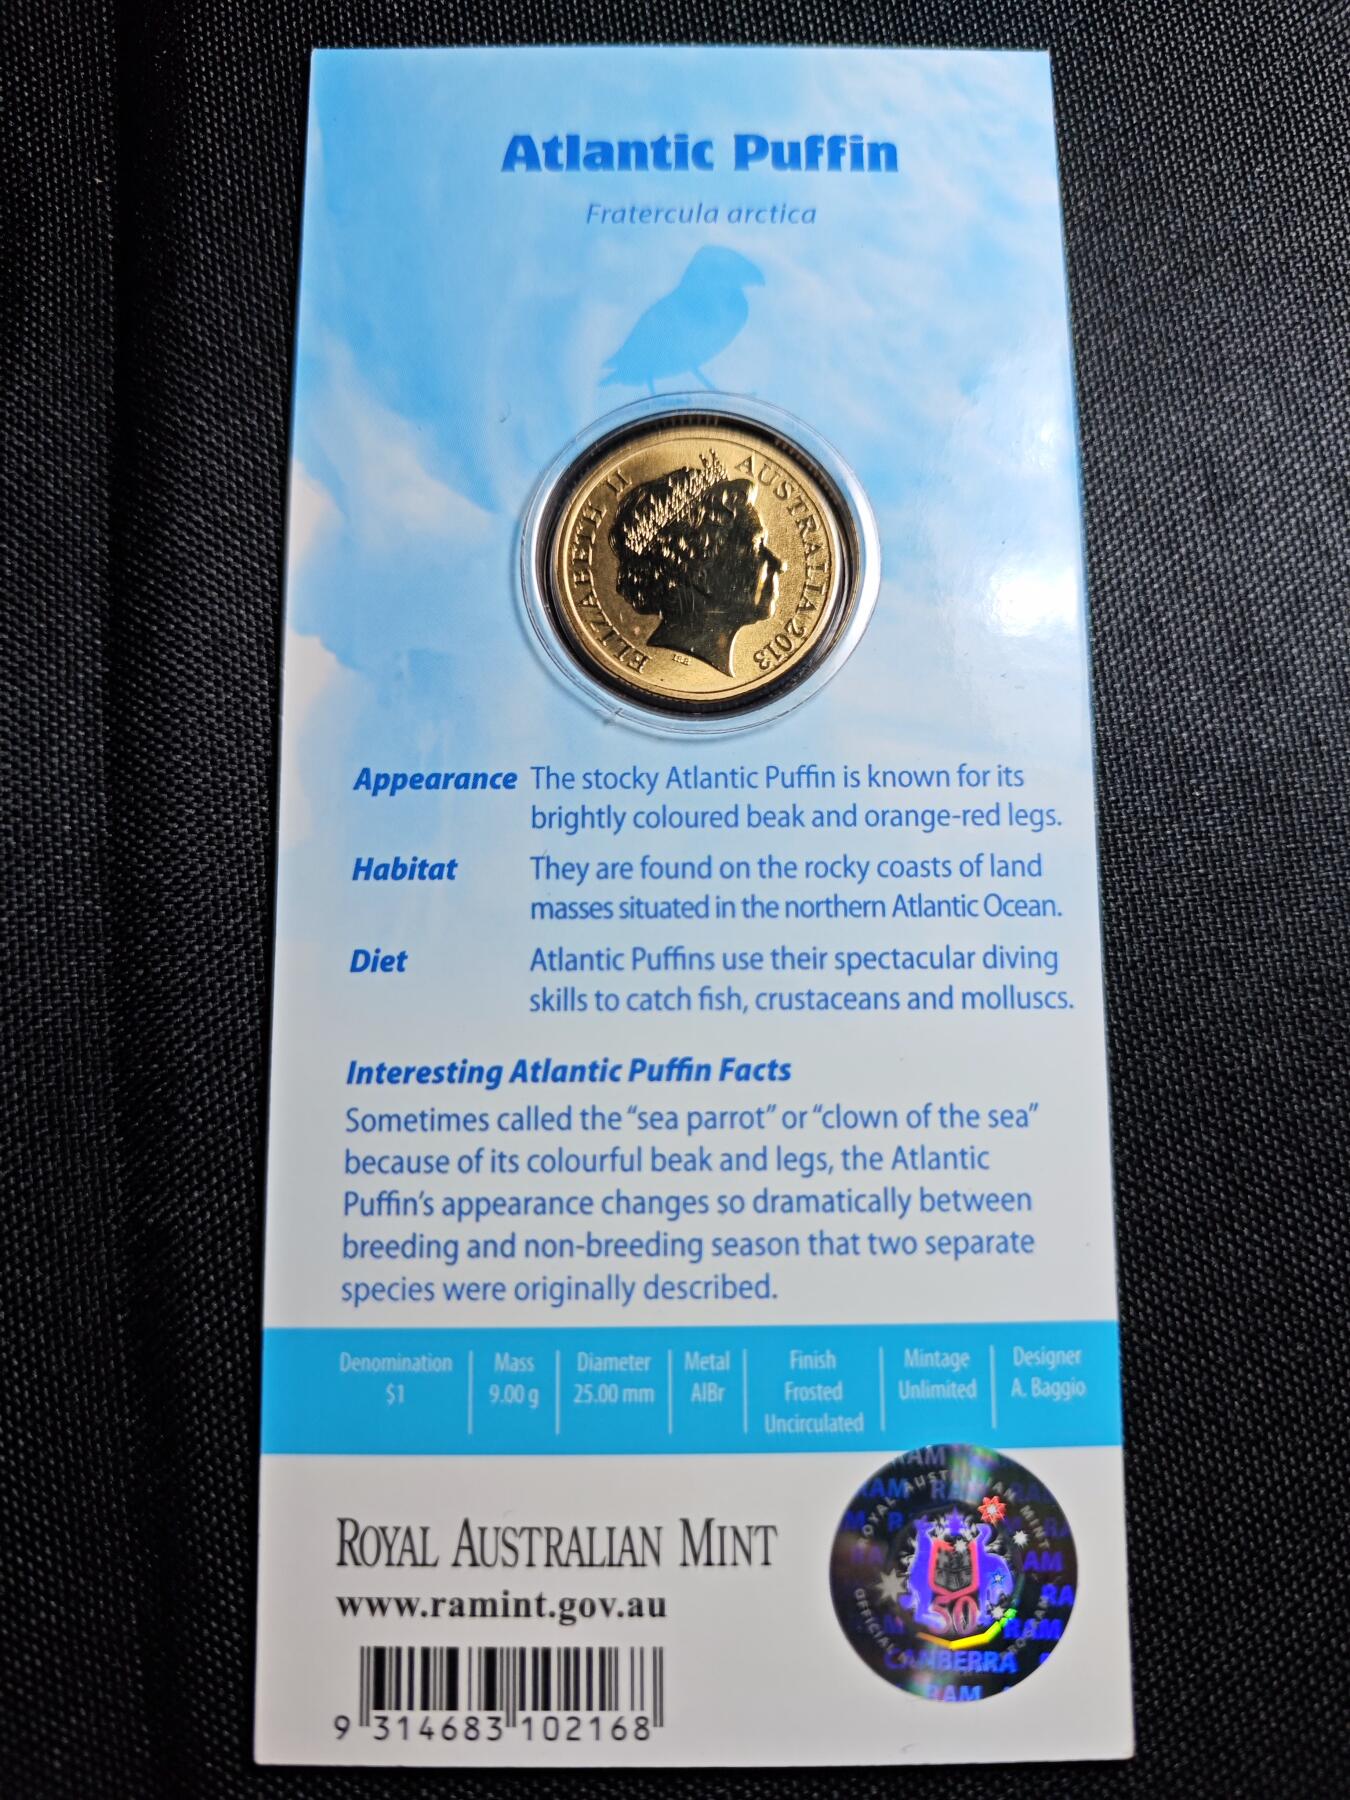 Atlantic Puffin
Fratercula arctica
ELIZABETH II AUSTRALIA 2013
Appearance The stocky Atlantic Puffin is known for its
brightly coloured beak and orange-red legs.
Habitat They are found on the rocky coasts of land
masses situated in the northern Atlantic Ocean.
Diet Atlantic Puffins use their spectacular diving
skills to catch fish, crustaceans and molluscs.
Interesting Atlantic Puffin Facts
Sometimes called the “sea parrot” or “clown of the sea”
because of its colourful beak and legs, the Atlantic
Puffin’s appearance changes so dramatically between
breeding and non-breeding season that two separate
species were originally described.
Denomination Mass Diameter Metal Finish Mintage Designer
$1 9.00 g 25.00 mm AlBr Frosted Unlimited A. Baggio
Uncirculated
ROYAL AUSTRALIAN MINT
www.ramint.gov.au
9 314683 102168
ROYAL AUSTRALIAN MINT
50
OFFICIAL
CANBERRA
RAM